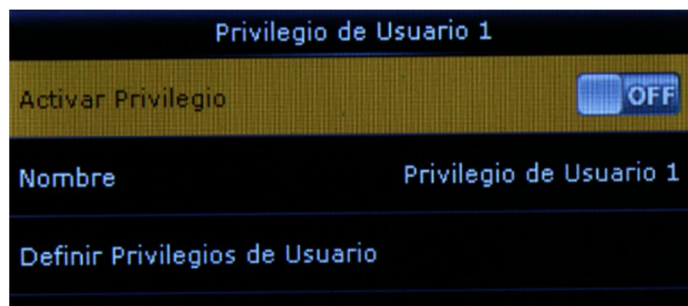 Privilegio de Usuario 1
Activar Privilegio OFF
Nombre Privilegio de Usuario 1
Definir Privilegios de Usuario